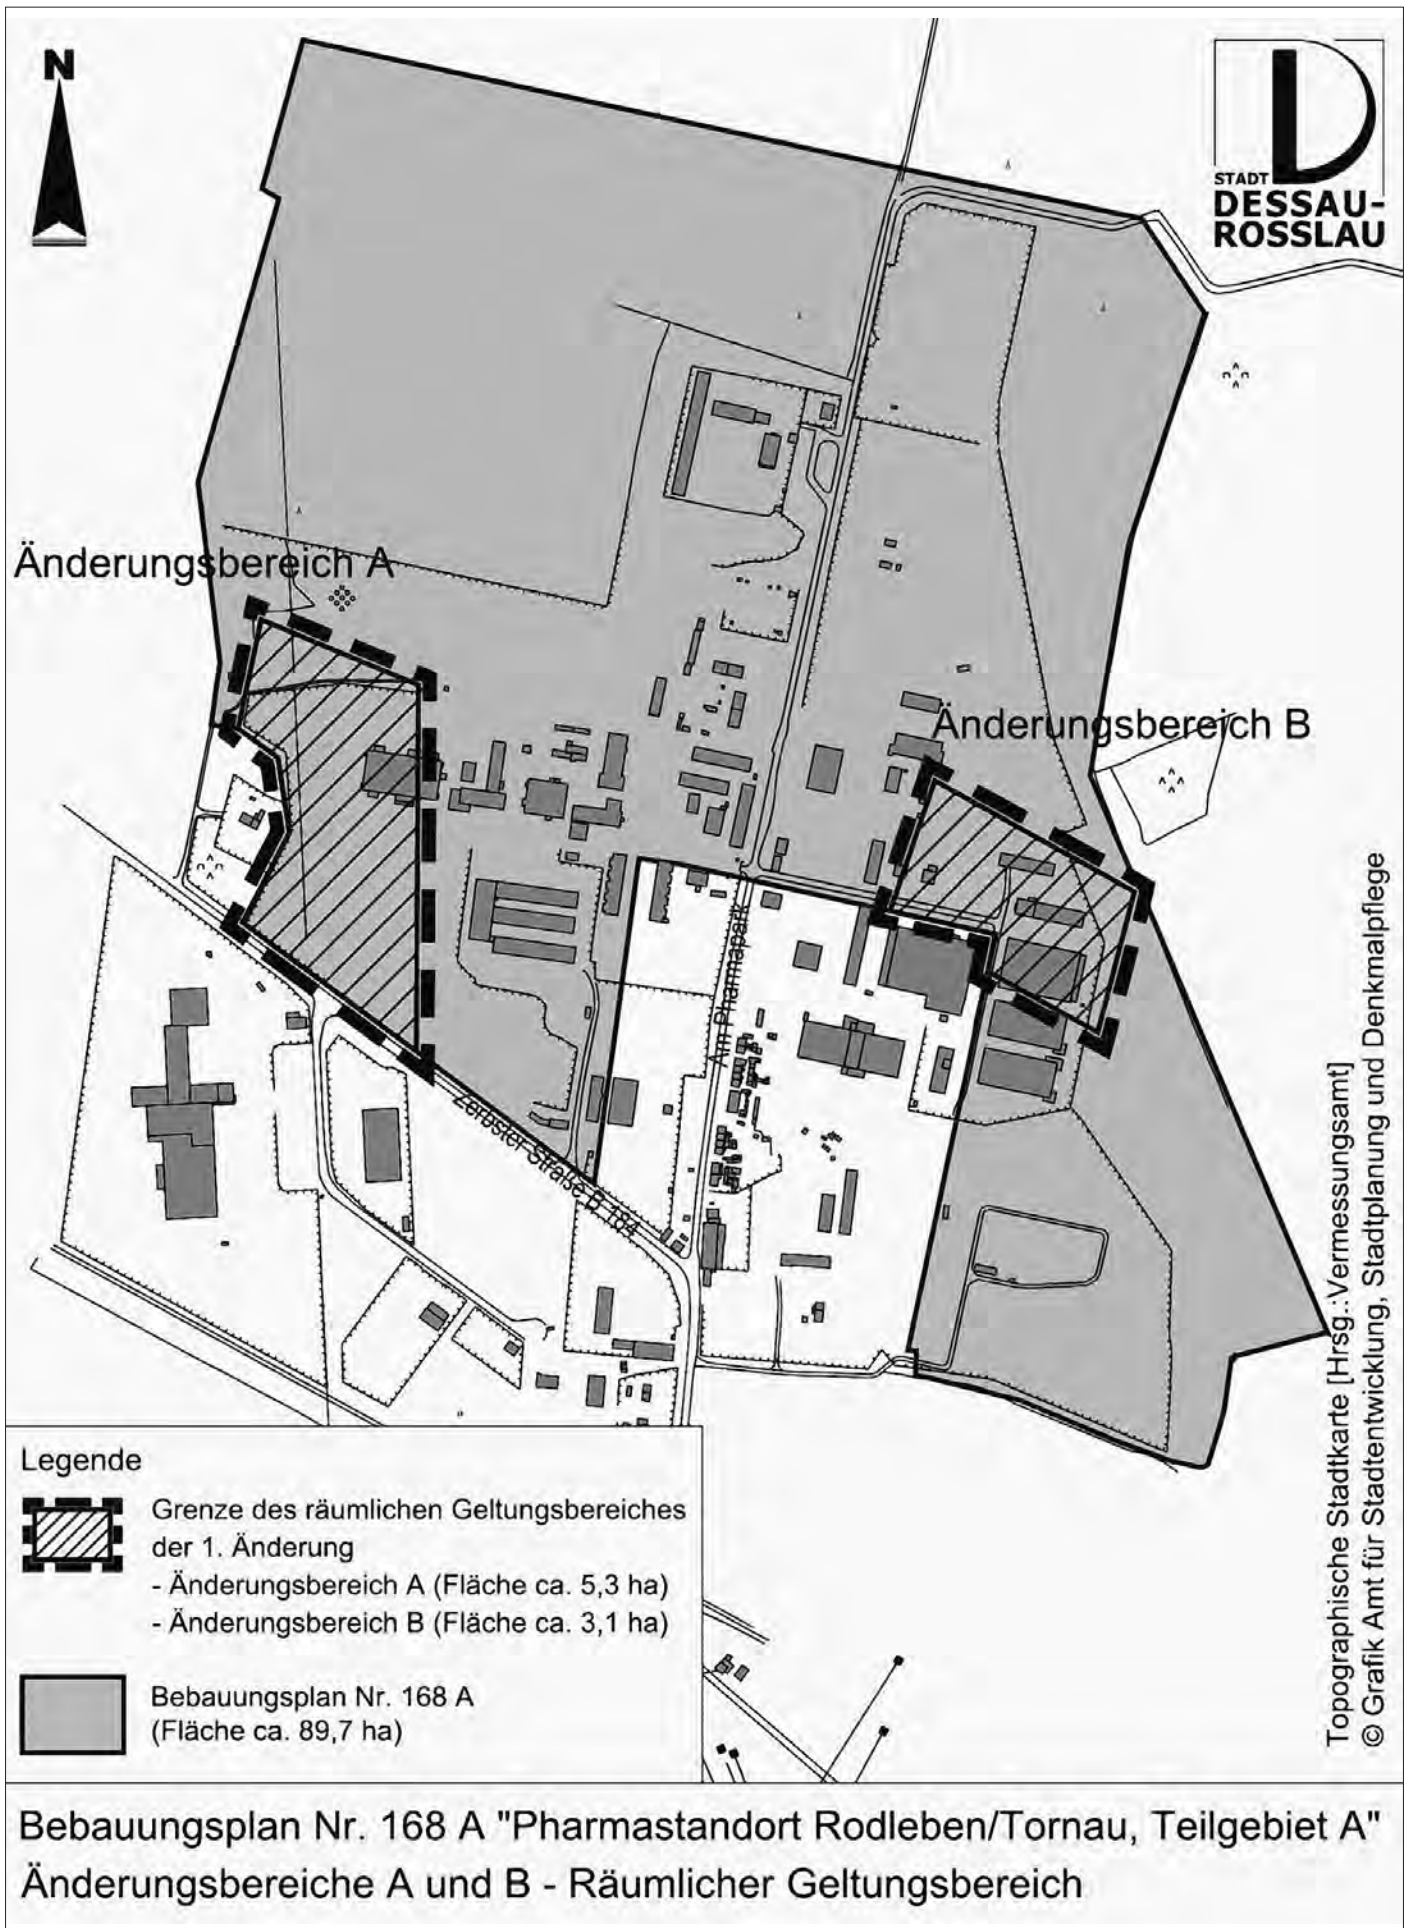 N
STADT
DESSAU-
ROSSLAU
Änderungsbereich A
Änderungsbereich B
Am Pharmapark
Zerbster Straße B 184
Topographische Stadtkarte [Hrsg.:Vermessungsamt]
© Grafik Amt für Stadtentwicklung, Stadtplanung und Denkmalpflege
Legende
Grenze des räumlichen Geltungsbereiches
der 1. Änderung
- Änderungsbereich A (Fläche ca. 5,3 ha)
- Änderungsbereich B (Fläche ca. 3,1 ha)
Bebauungsplan Nr. 168 A
(Fläche ca. 89,7 ha)
Bebauungsplan Nr. 168 A "Pharmastandort Rodleben/Tornau, Teilgebiet A"
Änderungsbereiche A und B - Räumlicher Geltungsbereich